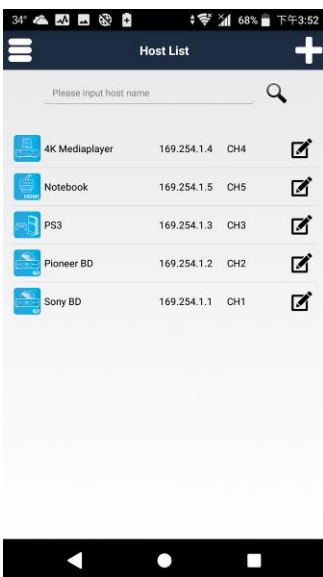 34° 68% 下午3:52
Host List
Please input host name
4K Mediaplayer 169.254.1.4 CH4
Notebook 169.254.1.5 CH5
PS3 169.254.1.3 CH3
Pioneer BD 169.254.1.2 CH2
Sony BD 169.254.1.1 CH1